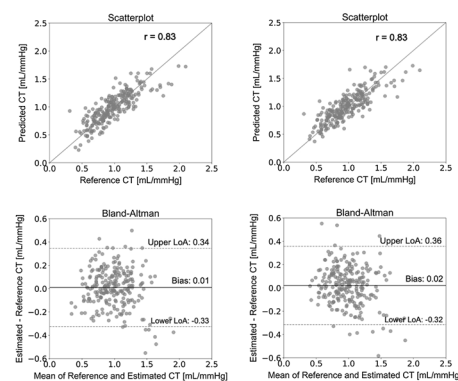 Scatterplot
r = 0.83
Predicted CT [mL/mmHg]
2.5
2.0
1.5
1.0
0.5
0.0
0.0 0.5 1.0 1.5 2.0 2.5
Reference CT [mL/mmHg]
Scatterplot
r = 0.83
Predicted CT [mL/mmHg]
2.5
2.0
1.5
1.0
0.5
0.0
0.0 0.5 1.0 1.5 2.0 2.5
Reference CT [mL/mmHg]
Bland-Altman
Estimated - Reference CT [mL/mmHg]
0.6
0.4
0.2
0.0
−0.2
−0.4
−0.6
Upper LoA: 0.34
Bias: 0.01
Lower LoA: -0.33
0.0 0.5 1.0 1.5 2.0 2.5
Mean of Reference and Estimated CT [mL/mmHg]
Bland-Altman
Estimated - Reference CT [mL/mmHg]
0.6
0.4
0.2
0.0
−0.2
−0.4
−0.6
Upper LoA: 0.36
Bias: 0.02
Lower LoA: -0.32
0.0 0.5 1.0 1.5 2.0 2.5
Mean of Reference and Estimated CT [mL/mmHg]